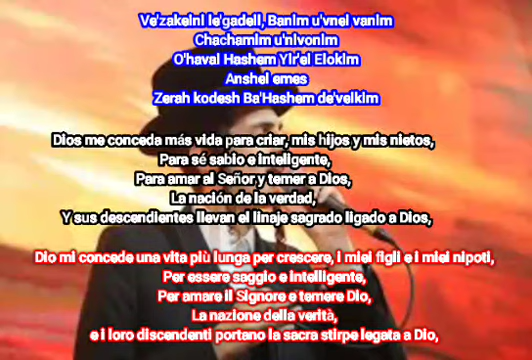 Ve'zakeini le'gadell, Banim u'vnei vanim
Chachamim u'nivonim
O'havai Hashem Yir'ei Elokim
Anshei emes
Zerah kodesh Ba'Hashem de'veikim
Dios me conceda más vida para criar, mis hijos y mis nietos,
Para sé sabio e inteligente,
Para amar al Señor y temer a Dios,
La nación de la verdad,
Y sus descendientes llevan el linaje sagrado ligado a Dios,
Dio mi concede una vita più lunga per crescere, i miei figli e i miei nipoti,
Per essere saggio e intelligente,
Per amare il Signore e temere Dio,
La nazione della verità,
e i loro discendenti portano la sacra stirpe legata a Dio,